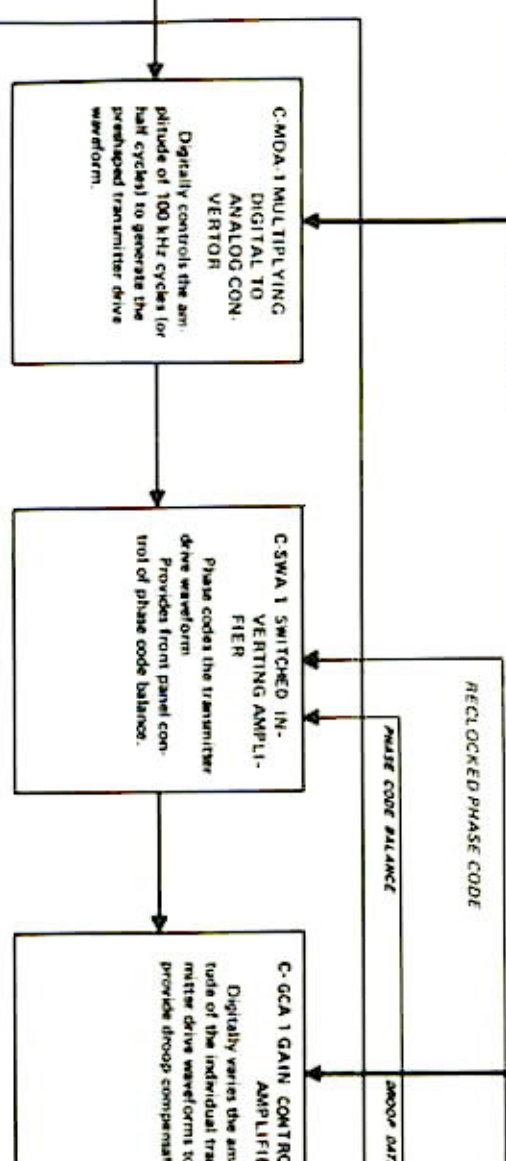 C-MDA-1 MULTIPLYING
DIGITAL TO
ANALOG CON-
VERTOR
Digitally controls the am-
plitude of 100 kHz cycles (or
half cycles) to generate the
preshaped transmitter drive
waveform.
C-SWA 1 SWITCHED IN-
VERTING AMPLI-
FIER
Phase codes the transmitter
drive waveform
Provides front panel con-
trol of phase code balance.
RECLOCKED PHASE CODE
PHASE CODE BALANCE
C-GCA 1 GAIN CONTRO
AMPLIFIE
Digitally varies the am
tude of the individual tra
mitter drive waveforms to
provide droop compensat
DROOP DAT